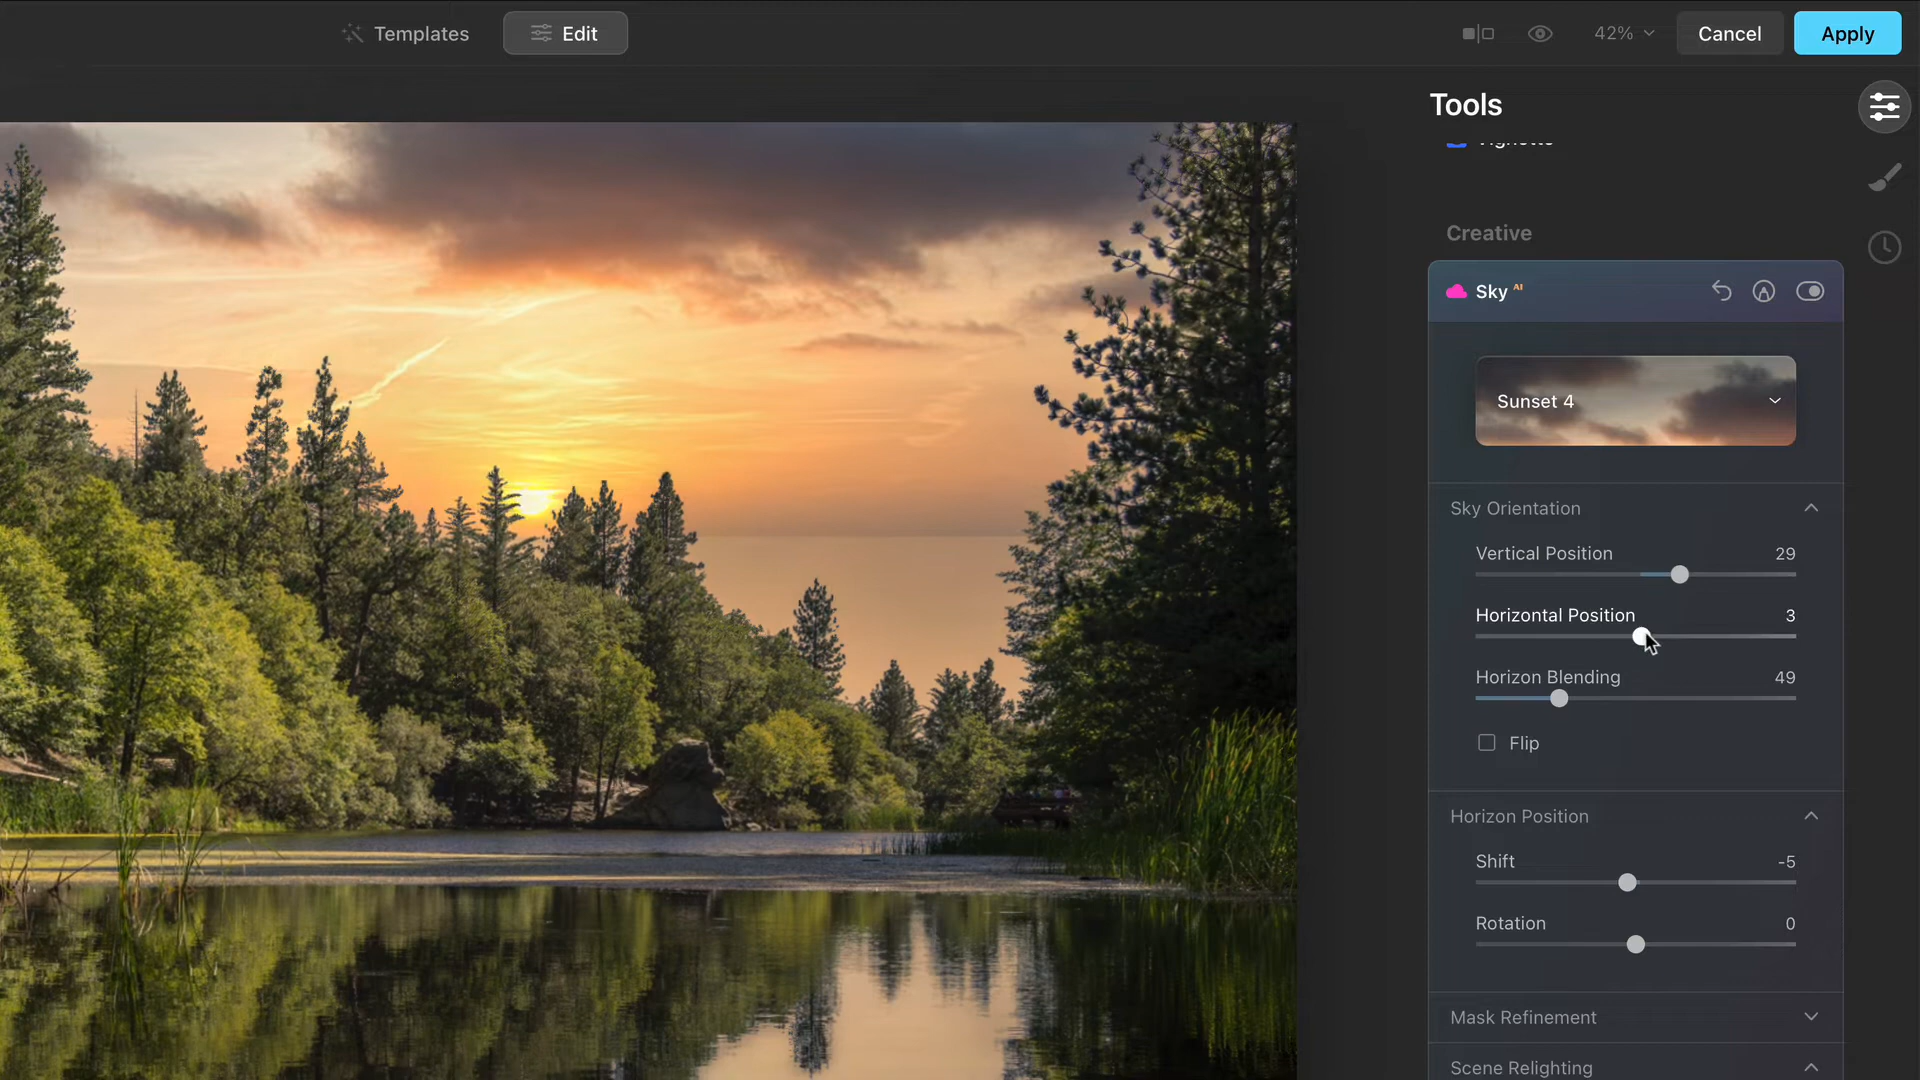 Templates
Edit
42%
Cancel
Apply
Tools
Vignette
Creative
Sky AI
Sunset 4
Sky Orientation
Vertical Position 29
Horizontal Position 3
Horizon Blending 49
Flip
Horizon Position
Shift -5
Rotation 0
Mask Refinement
Scene Relighting